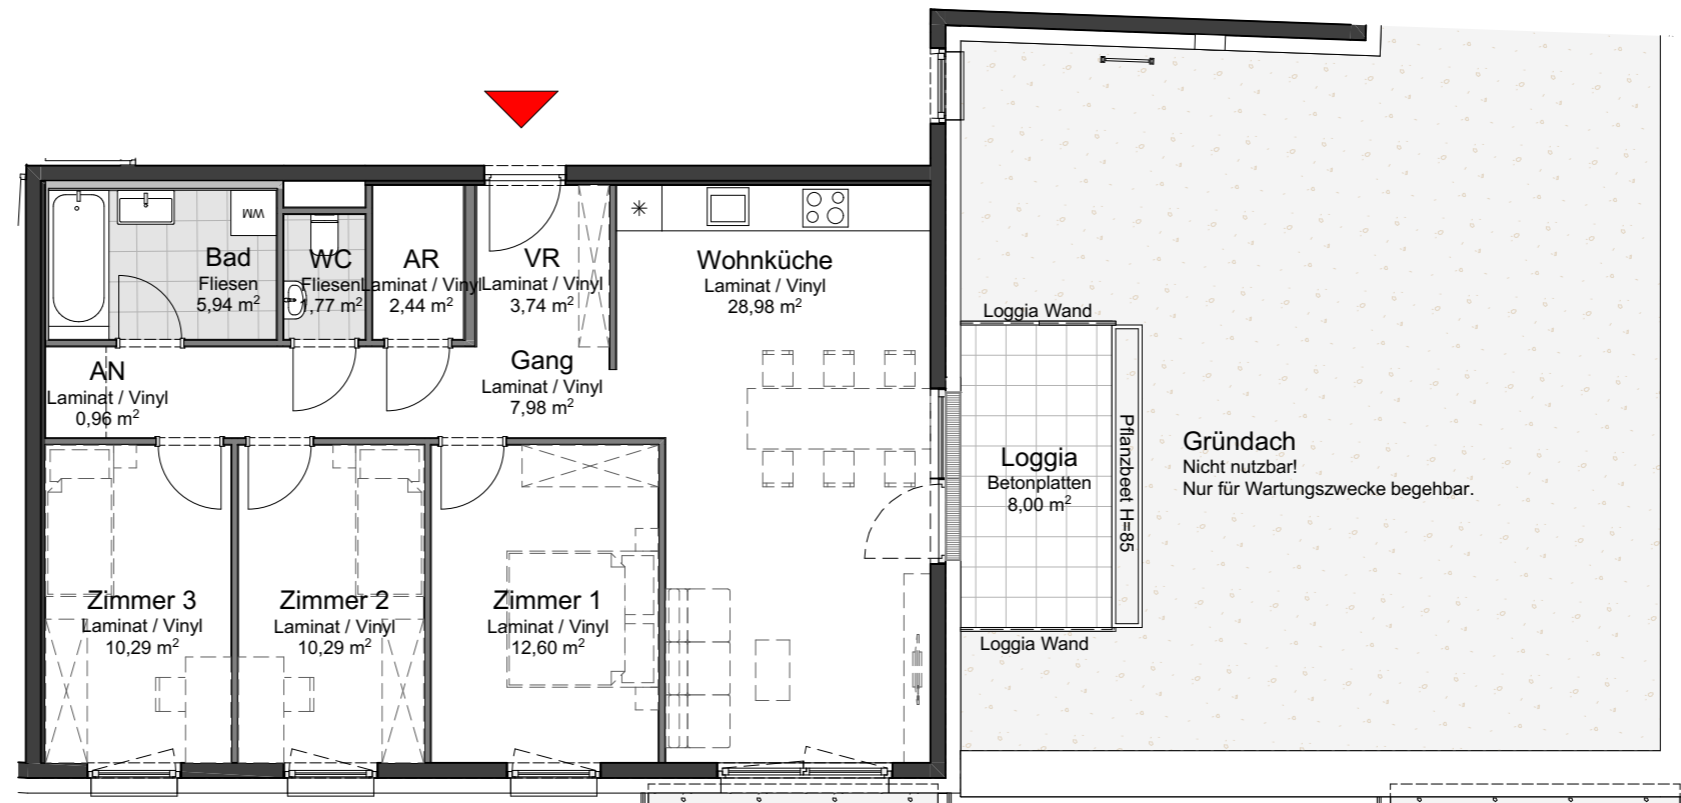 Bad
Fliesen
5,94 m²
WM
WC
Fliesen
1,77 m²
AR
Laminat / Vinyl
2,44 m²
VR
Laminat / Vinyl
3,74 m²
Wohnküche
Laminat / Vinyl
28,98 m²
AN
Laminat / Vinyl
0,96 m²
Gang
Laminat / Vinyl
7,98 m²
Loggia Wand
Loggia
Betonplatten
8,00 m²
Pflanzbeet H=85
Loggia Wand
Gründach
Nicht nutzbar!
Nur für Wartungszwecke begehbar.
Zimmer 3
Laminat / Vinyl
10,29 m²
Zimmer 2
Laminat / Vinyl
10,29 m²
Zimmer 1
Laminat / Vinyl
12,60 m²